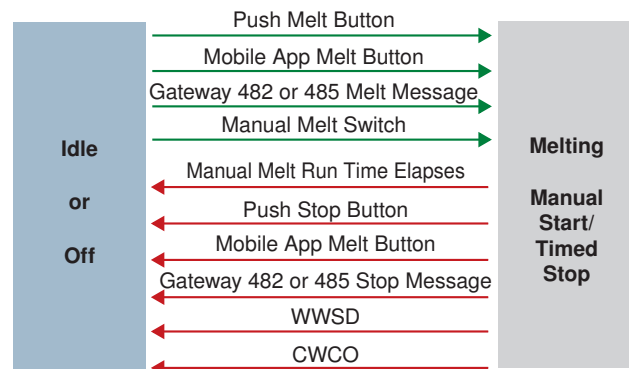 Push Melt Button
Mobile App Melt Button
Gateway 482 or 485 Melt Message
Manual Melt Switch
Idle
or
Off
Melting
Manual
Start/
Timed
Stop
Manual Melt Run Time Elapses
Push Stop Button
Mobile App Melt Button
Gateway 482 or 485 Stop Message
WWSD
CWCO